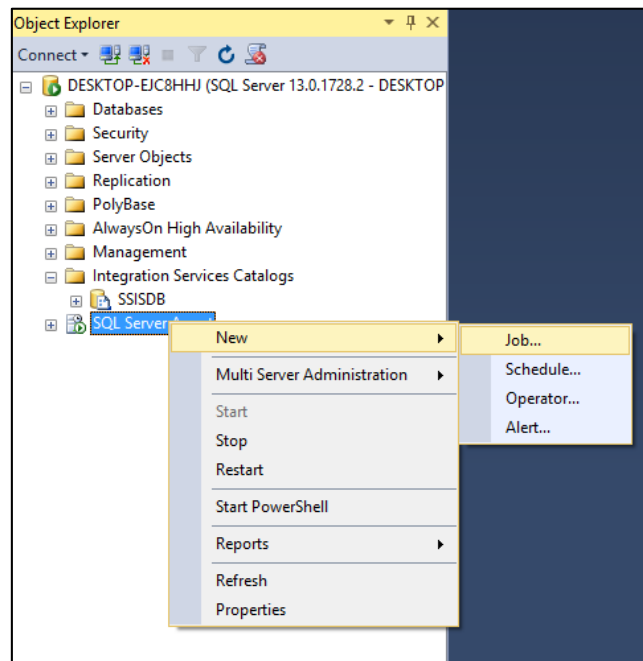 Object Explorer
Connect
DESKTOP-EJC8HHJ (SQL Server 13.0.1728.2 - DESKTOP
Databases
Security
Server Objects
Replication
PolyBase
AlwaysOn High Availability
Management
Integration Services Catalogs
SSISDB
SQL Server
New
Job...
Multi Server Administration
Schedule...
Start
Operator...
Stop
Alert...
Restart
Start PowerShell
Reports
Refresh
Properties